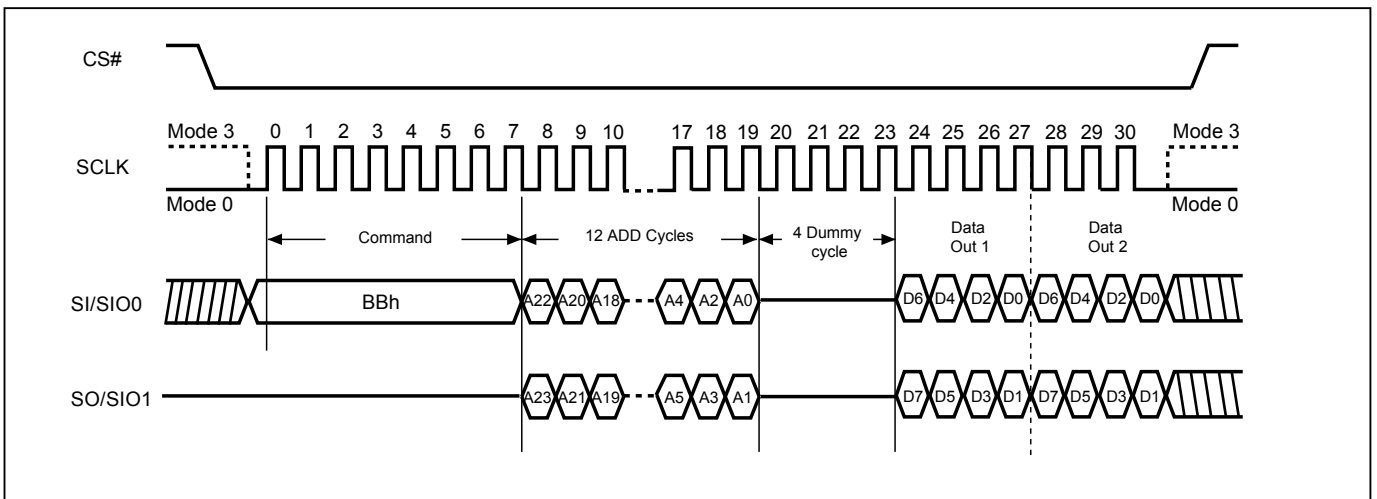 CS#
Mode 3 0 1 2 3 4 5 6 7 8 9 10 17 18 19 20 21 22 23 24 25 26 27 28 29 30 Mode 3
SCLK
Mode 0 Mode 0
Command 12 ADD Cycles 4 Dummy cycle Data Out 1 Data Out 2
SI/SIO0 BBh A22 A20 A18 A4 A2 A0 D6 D4 D2 D0 D6 D4 D2 D0
SO/SIO1 A23 A21 A19 A5 A3 A1 D7 D5 D3 D1 D7 D5 D3 D1